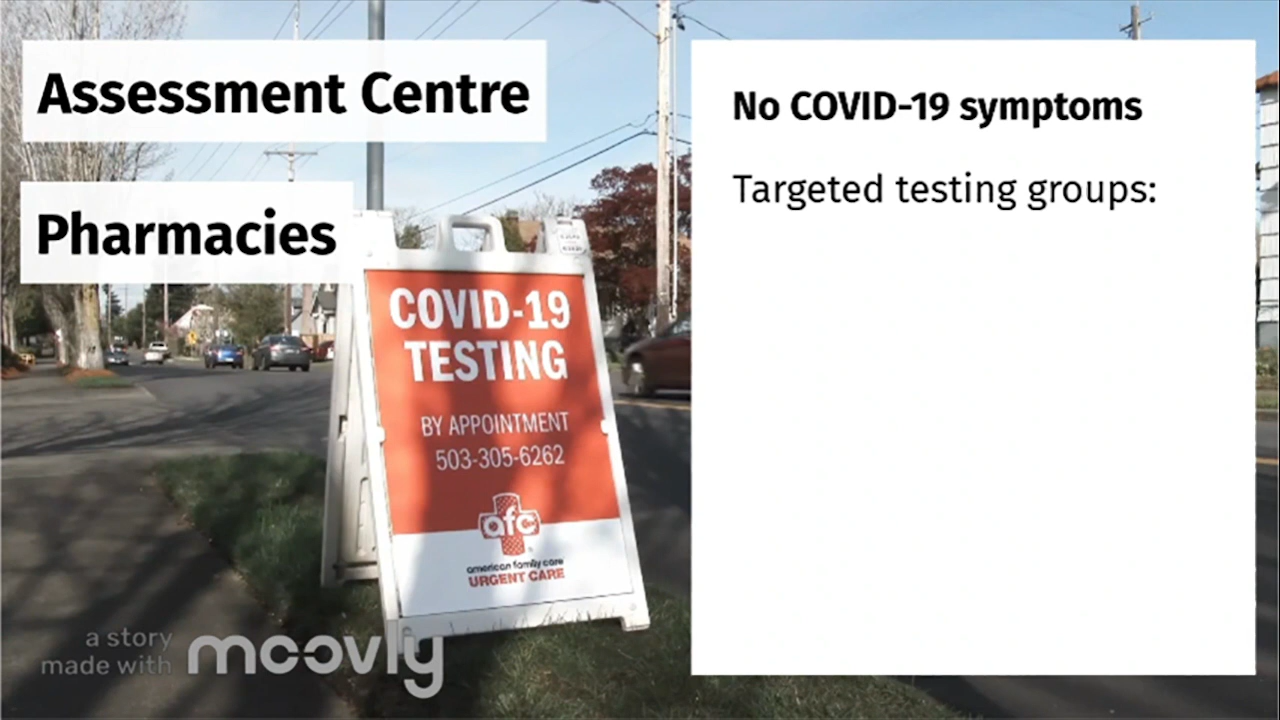 Assessment Centre
Pharmacies
No COVID-19 symptoms
Targeted testing groups:
COVID-19
TESTING
BY APPOINTMENT
503-305-6262
afc
american family care
URGENT CARE
a story
made with moovly